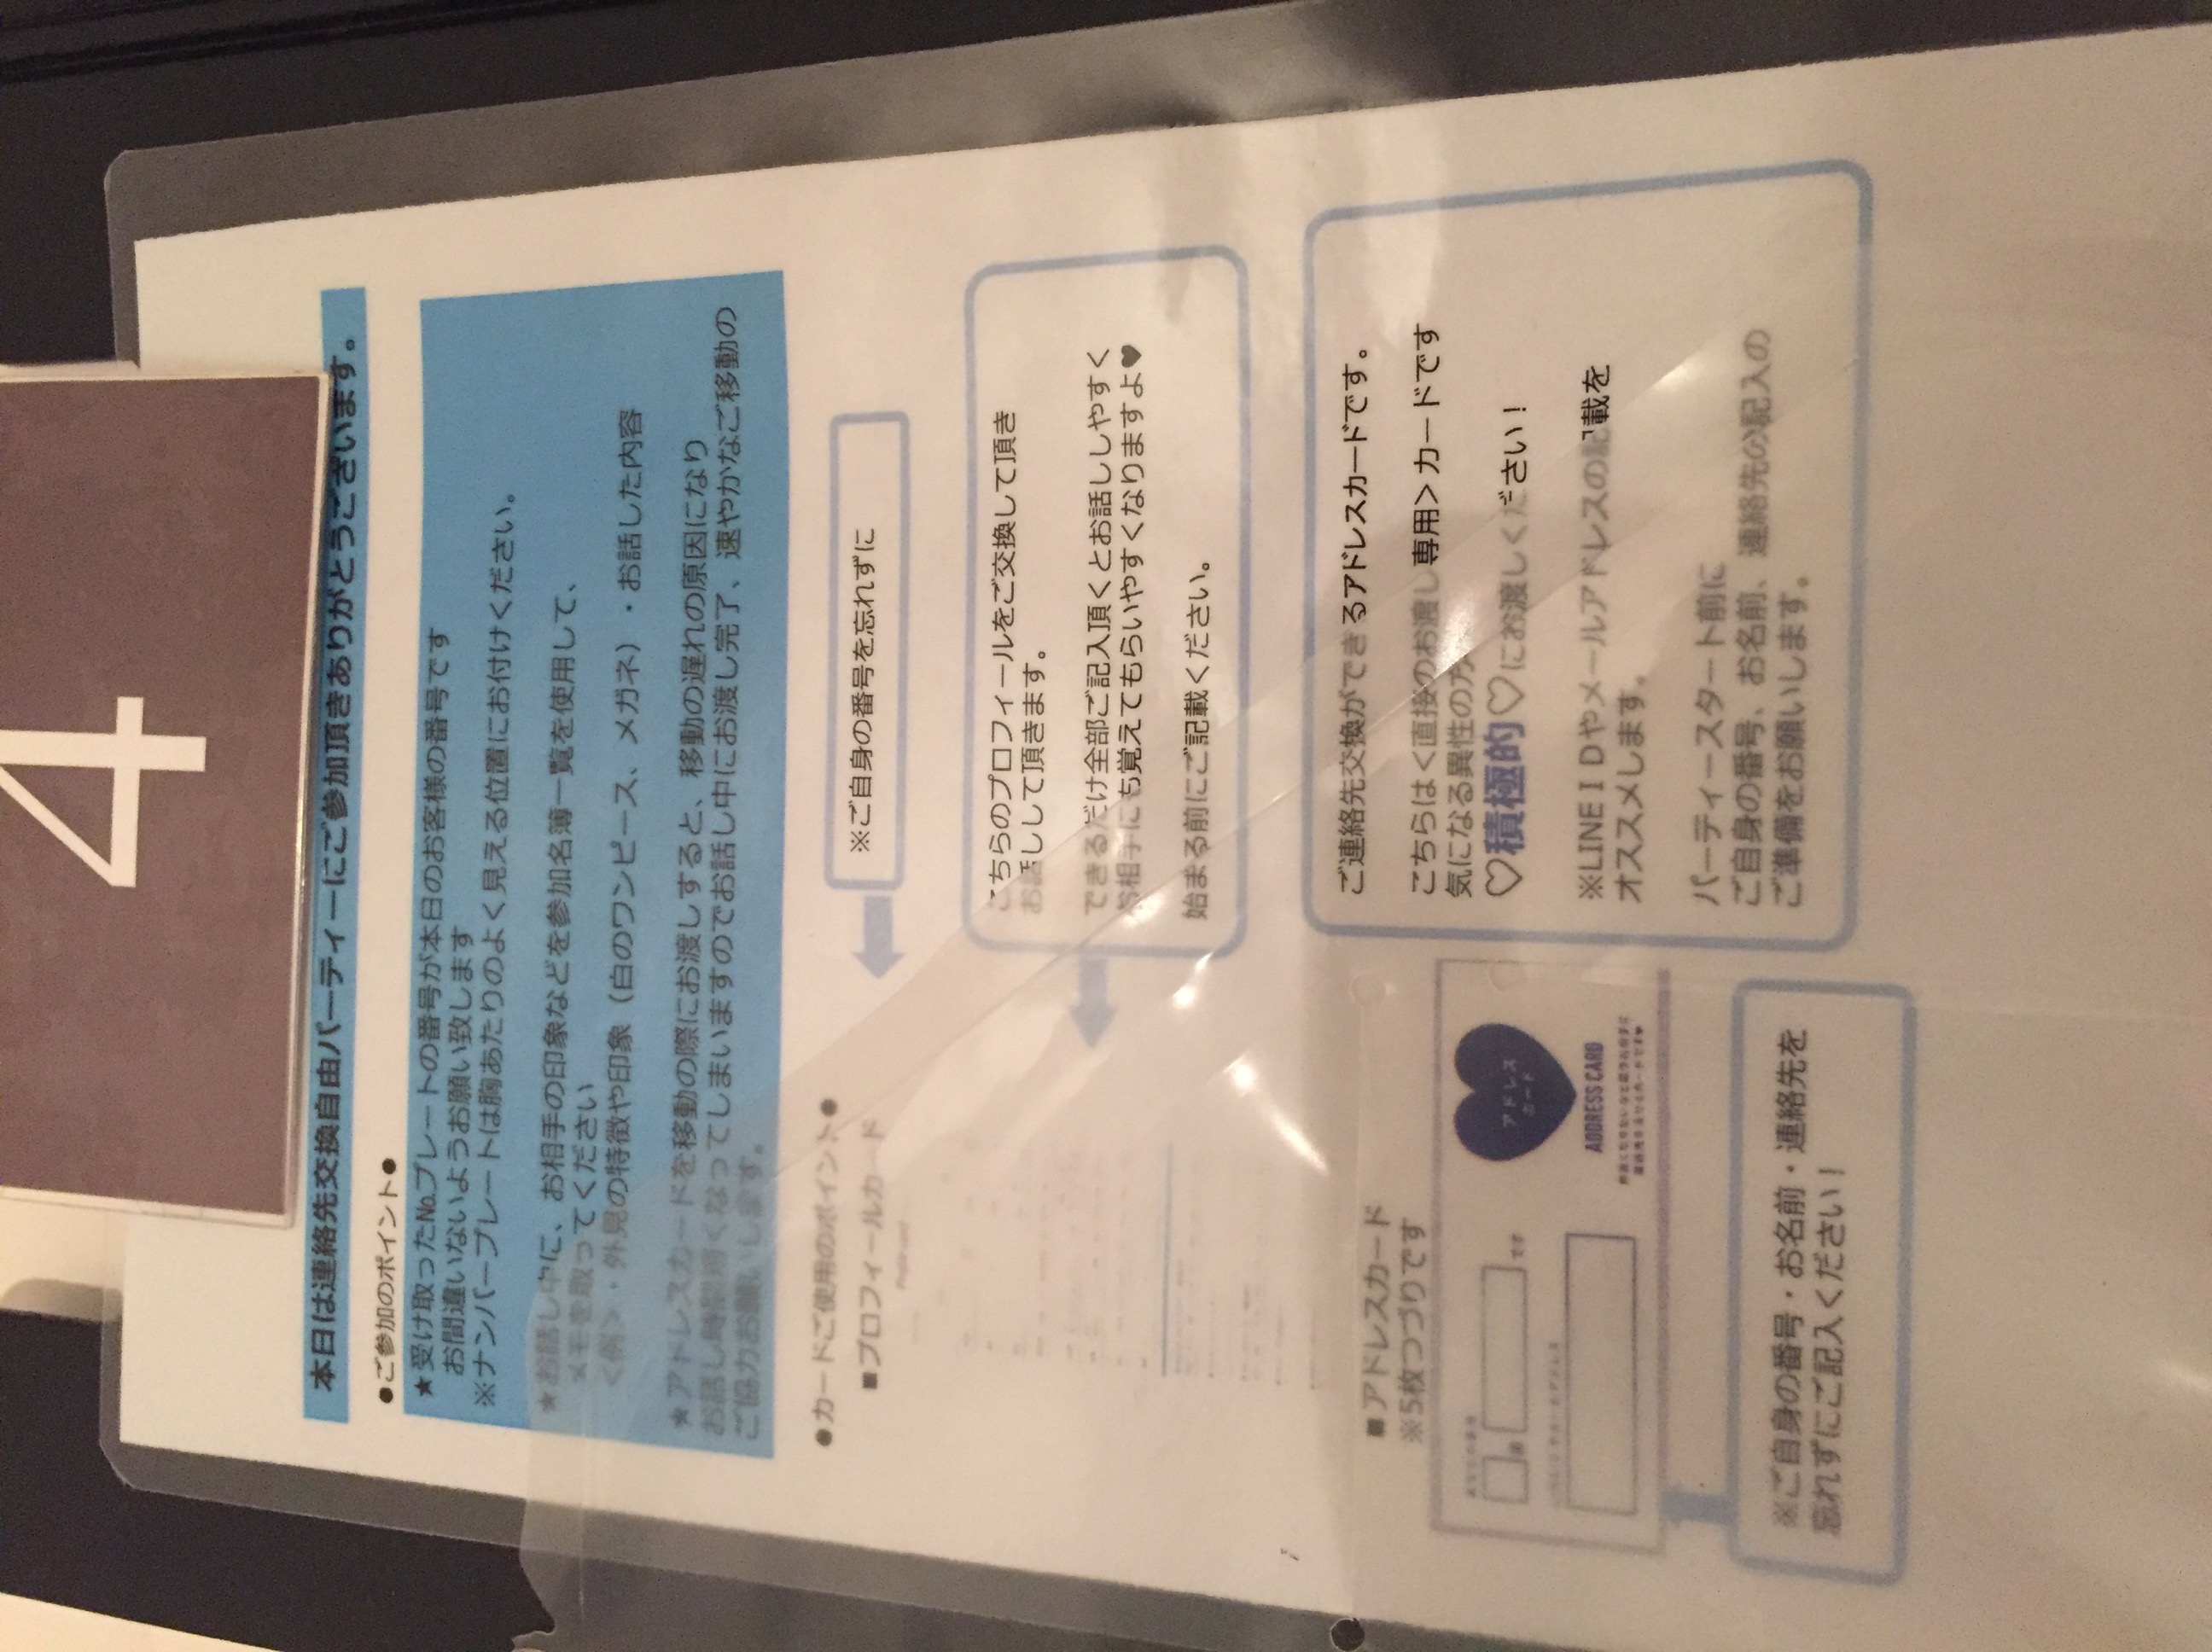 4
本日は連絡先交換自由パーティーにご参加頂きありがとうございます。
●ご参加のポイント●
★受け取ったNo.プレートの番号が本日のお客様の番号です
お間違いないようお願い致します
※ナンバープレートは胸あたりのよく見える位置にお付けください。
★お話し中に、お相手の印象などを参加名簿一覧を使用して、
メモを取ってください
＜例＞・外見の特徴や印象（白のワンピース、メガネ）・お話した内容
★アドレスカードを移動の際にお渡しすると、移動の遅れの原因になり
お話し時間が短くなってしまいますのでお話し中にお渡し完了、速やかなご移動の
ご協力お願いします。
●カードご使用のポイント●
■プロフィールカード
※ご自身の番号を忘れずに
こちらのプロフィールをご交換して頂き
お話しして頂きます。
できるだけ全部ご記入頂くとお話ししやすく
お相手にも覚えてもらいやすくなりますよ♥
始まる前にご記載ください。
■アドレスカード
※5枚つづりです
アドレス
カード
ADDRESS CARD
番
です
ご連絡先交換ができるアドレスカードです。
こちらはく直接のお渡し専用＞カードです
気になる異性の方
♡積極的♡にお渡しください！
※LINE IDやメールアドレスの記載を
オススメします。
パーティースタート前に
ご自身の番号、お名前、連絡先の記入の
ご準備をお願いします。
※ご自身の番号・お名前・連絡先を
忘れずにご記入ください！